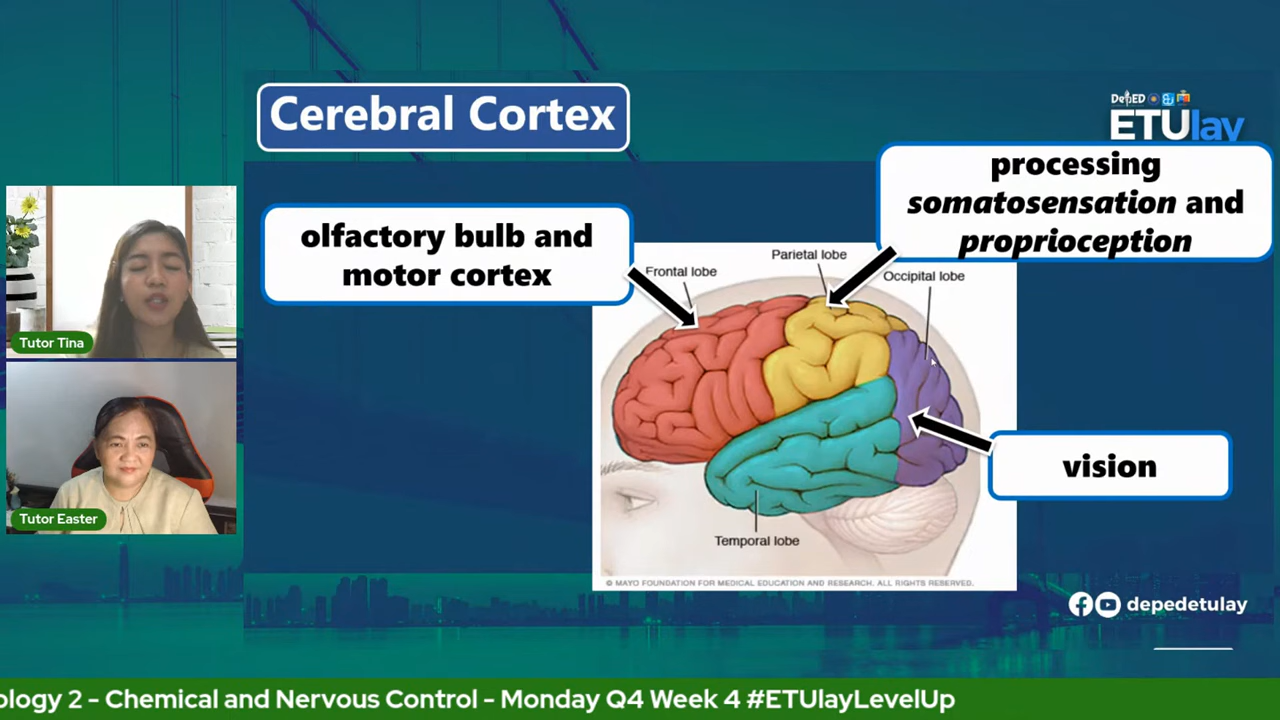 Cerebral Cortex
DepED
ETUlay
processing
somatosensation and
proprioception
olfactory bulb and
motor cortex
Parietal lobe
Frontal lobe
Occipital lobe
Tutor Tina
vision
Tutor Easter
Temporal lobe
© MAYO FOUNDATION FOR MEDICAL EDUCATION AND RESEARCH. ALL RIGHTS RESERVED.
depedetulay
ology 2 - Chemical and Nervous Control - Monday Q4 Week 4 #ETUlayLevelUp